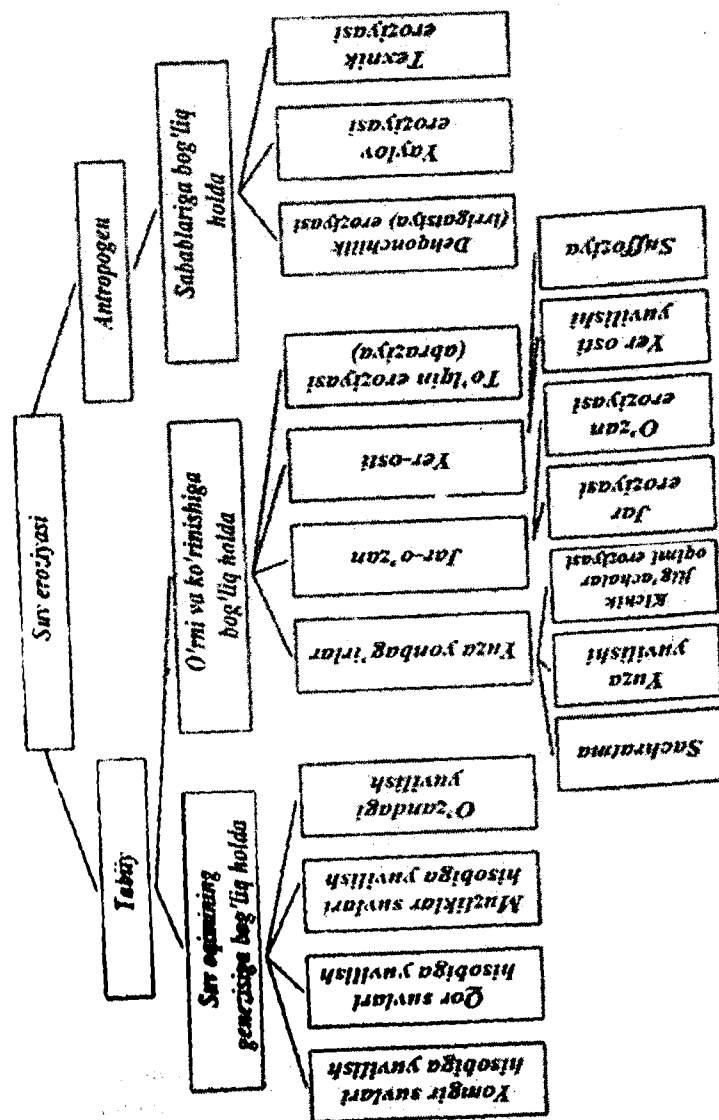 Suv eroziyasi
Tabiiy
Antropogen
Suv oqimining
genezisiga bog'liq holda
O'rni va ko'rinishiga
bog'liq holda
Sabablariga bog'liq
holda
Yomgir suvlari
hisobiga yuvilish
Qor suvlari
hisobiga yuvilish
Muzliklar suvlari
hisobiga yuvilish
O'zandagi
yuvilish
Yuza yonbag'irlar
Jar-o'zan
Yer-osti
To'lqin eroziyasi
(abraziya)
Dehqonchilik
(irrigatsiya) eroziyasi
Yaylov
eroziyasi
Texnik
eroziyasi
Sachratma
Yuza
yuvilishi
Kichik
jilg'achalar
oqimi eroziyasi
Jar
eroziyasi
O'zan
eroziyasi
Yer osti
yuvilishi
Suffoziya